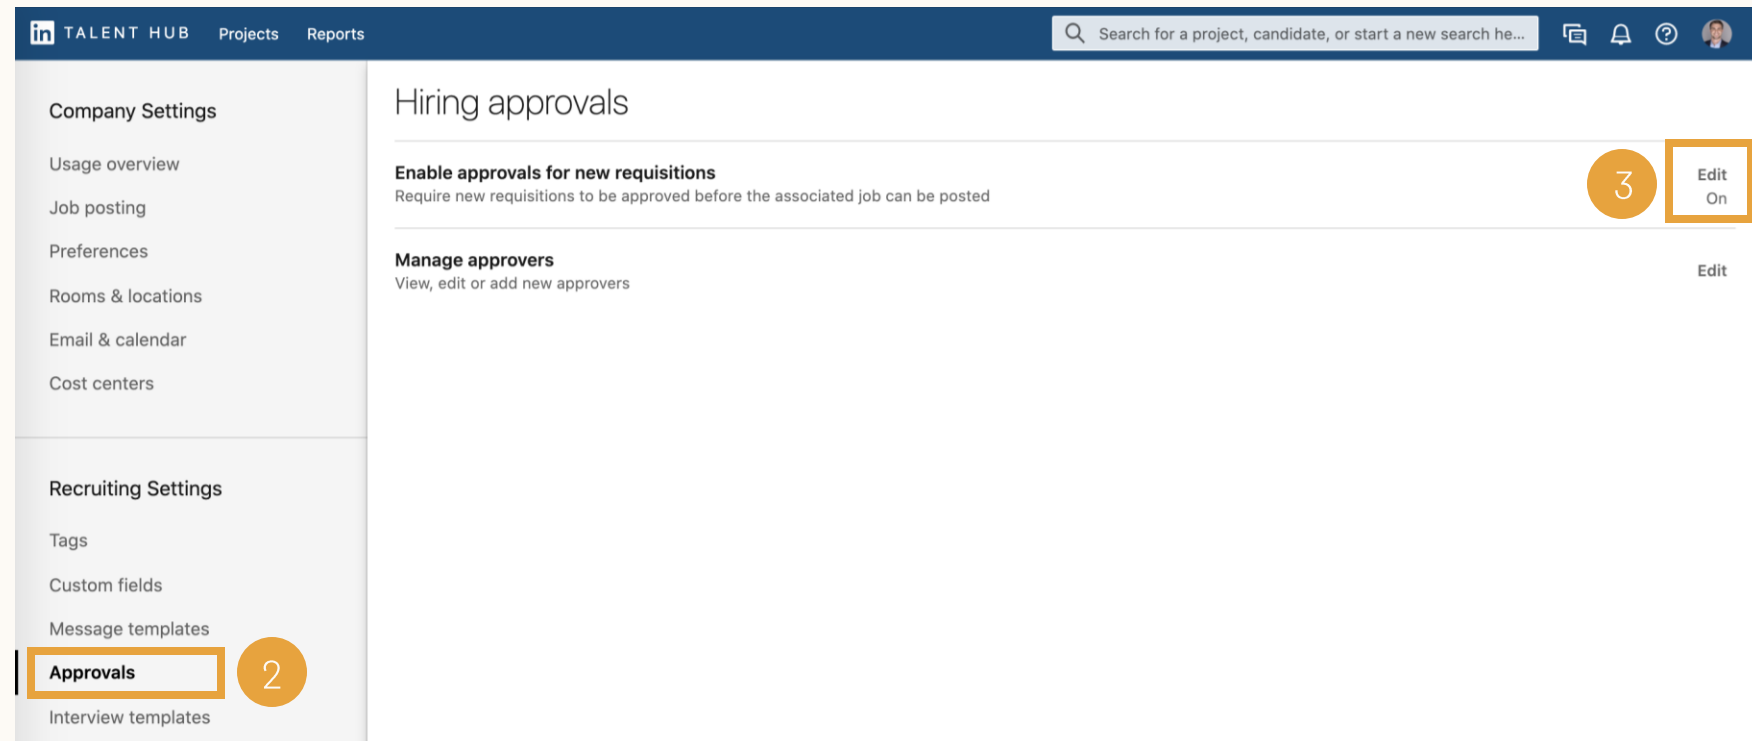 in TALENT HUB Projects Reports Search for a project, candidate, or start a new search he...
Company Settings
Usage overview
Job posting
Preferences
Rooms & locations
Email & calendar
Cost centers
Recruiting Settings
Tags
Custom fields
Message templates
Approvals 2
Interview templates
Hiring approvals
Enable approvals for new requisitions
Require new requisitions to be approved before the associated job can be posted
3
Edit
On
Manage approvers
View, edit or add new approvers
Edit